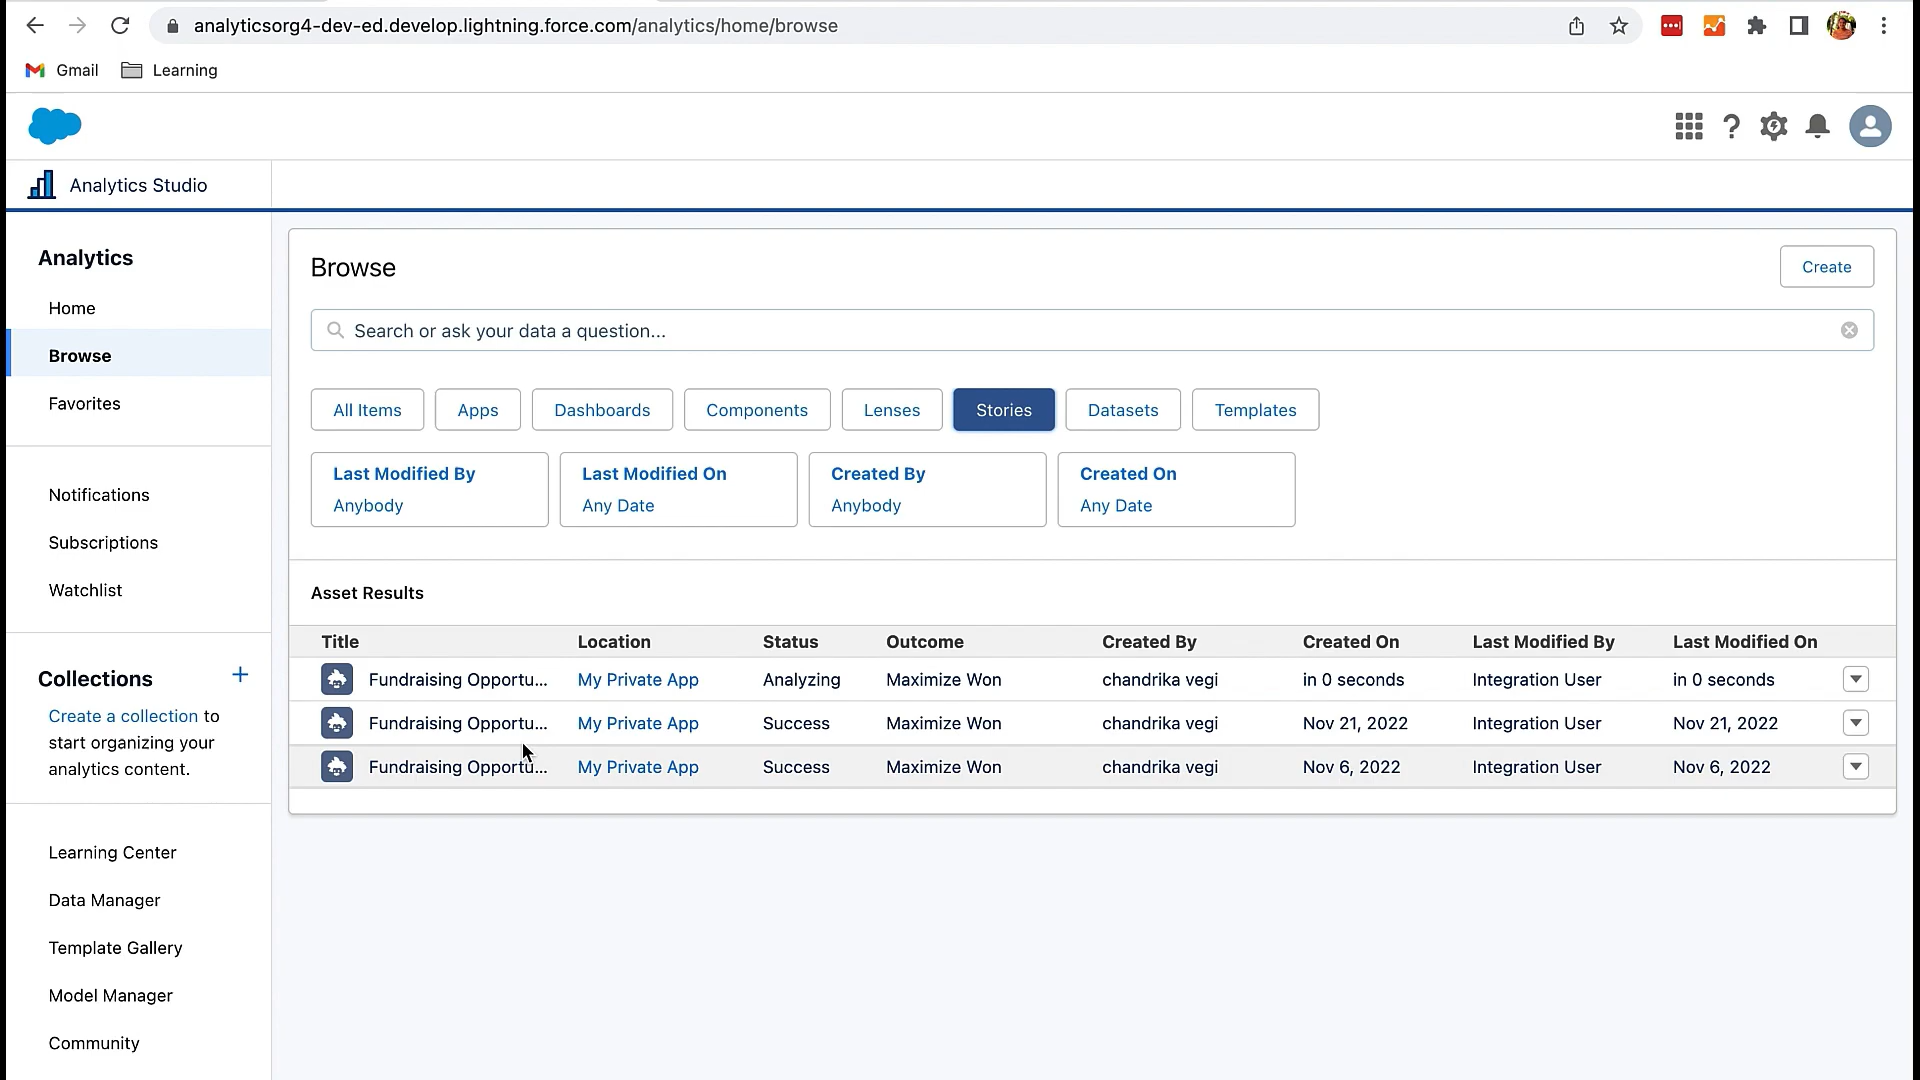 analyticsorg4-dev-ed.develop.lightning.force.com/analytics/home/browse
Gmail
Learning
Analytics Studio
Analytics
Home
Browse
Favorites
Notifications
Subscriptions
Watchlist
Collections +
Create a collection to
start organizing your
analytics content.
Learning Center
Data Manager
Template Gallery
Model Manager
Community
Browse
Create
Search or ask your data a question...
All Items Apps Dashboards Components Lenses Stories Datasets Templates
Last Modified By Last Modified On Created By Created On
Anybody Any Date Anybody Any Date
Asset Results
Title Location Status Outcome Created By Created On Last Modified By Last Modified On
Fundraising Opportu... My Private App Analyzing Maximize Won chandrika vegi in 0 seconds Integration User in 0 seconds
Fundraising Opportu... My Private App Success Maximize Won chandrika vegi Nov 21, 2022 Integration User Nov 21, 2022
Fundraising Opportu... My Private App Success Maximize Won chandrika vegi Nov 6, 2022 Integration User Nov 6, 2022